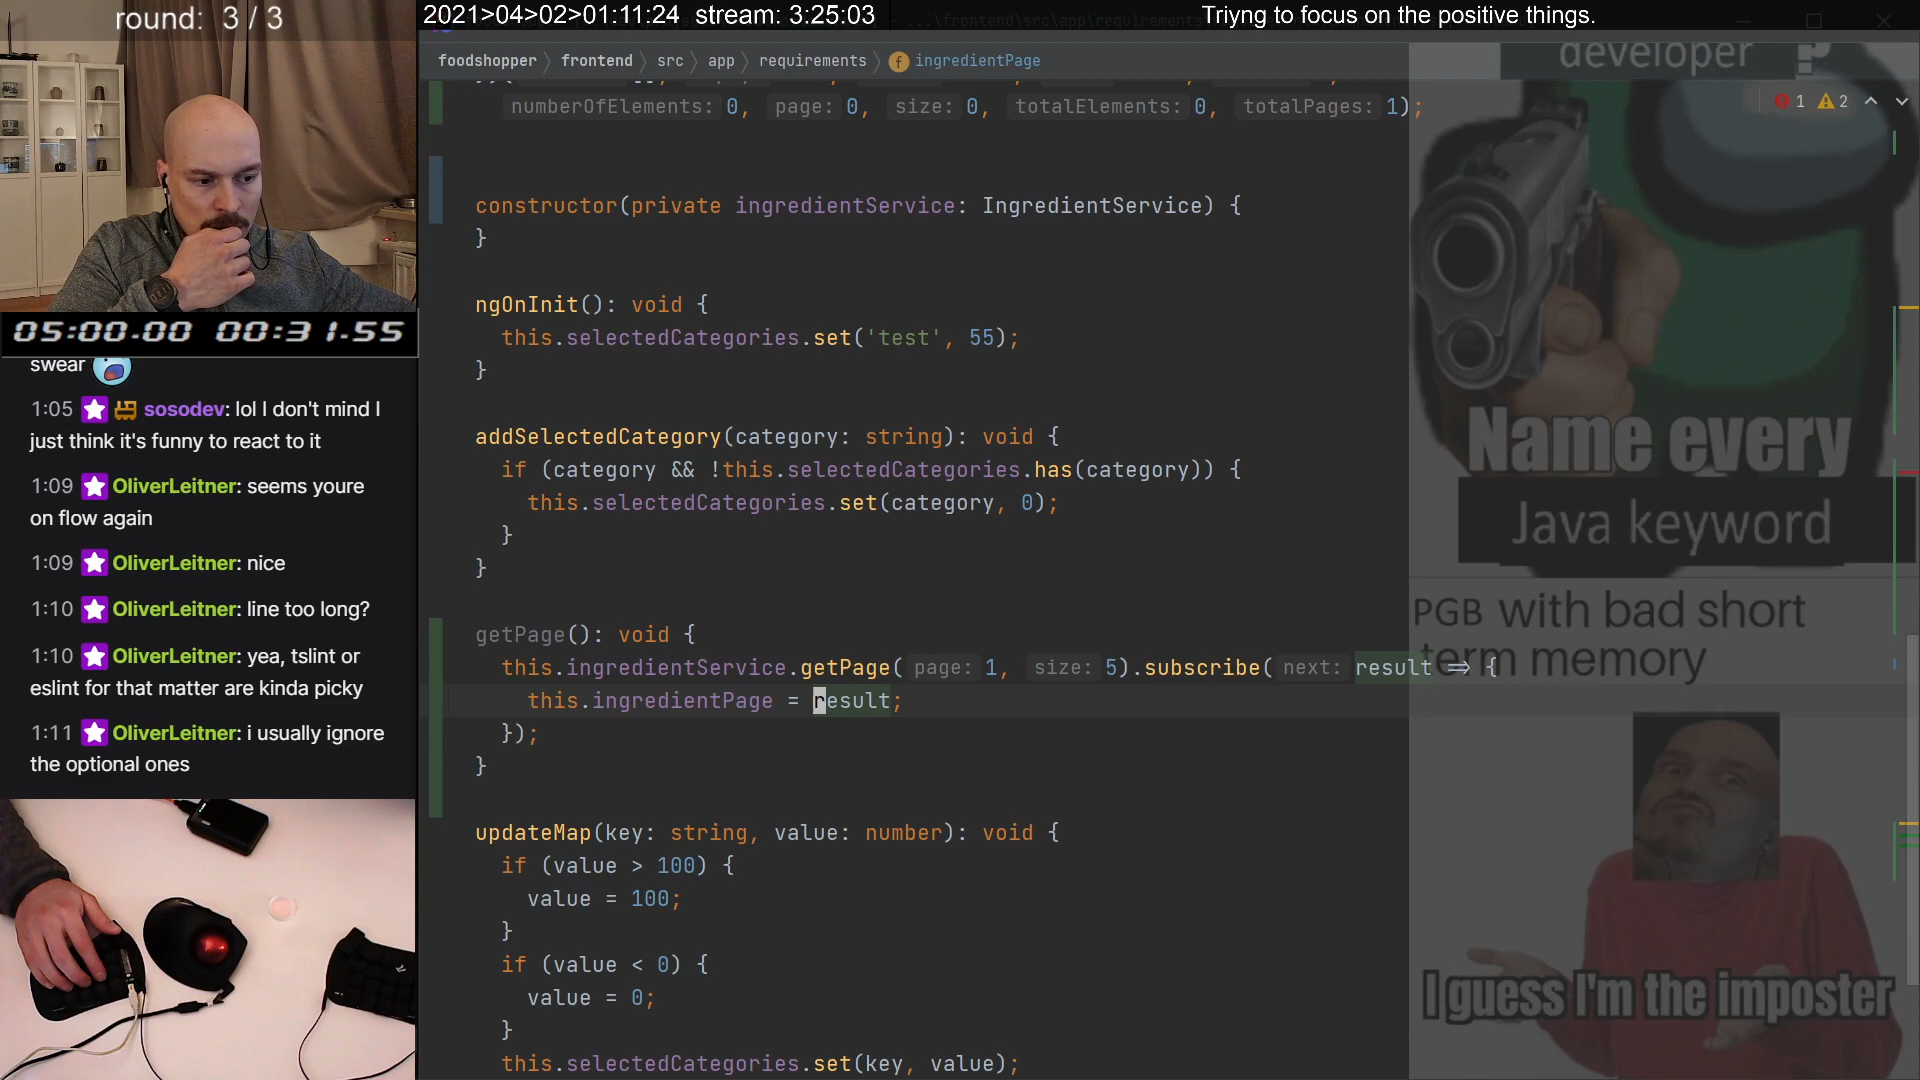 round: 3 / 3
2021>04>02>01:11:24 stream: 3:25:03
Triyng to focus on the positive things.
foodshopper frontend src app requirements ingredientPage
numberOfElements: 0, page: 0, size: 0, totalElements: 0, totalPages: 1);
1 2
constructor(private ingredientService: IngredientService) {
}
ngOnInit(): void {
this.selectedCategories.set('test', 55);
}
addSelectedCategory(category: string): void {
if (category && !this.selectedCategories.has(category)) {
this.selectedCategories.set(category, 0);
}
}
getPage(): void {
this.ingredientService.getPage( page: 1, size: 5).subscribe( next: result => {
this.ingredientPage = result;
});
}
updateMap(key: string, value: number): void {
if (value > 100) {
value = 100;
}
if (value < 0) {
value = 0;
}
this.selectedCategories.set(key, value);
05:00.00 00:31.55
swear
1:05 sosodev: lol I don't mind I
just think it's funny to react to it
1:09 OliverLeitner: seems youre
on flow again
1:09 OliverLeitner: nice
1:10 OliverLeitner: line too long?
1:10 OliverLeitner: yea, tslint or
eslint for that matter are kinda picky
1:11 OliverLeitner: i usually ignore
the optional ones
developer ?
Name every
Java keyword
PGB with bad short
term memory
I guess I'm the imposter